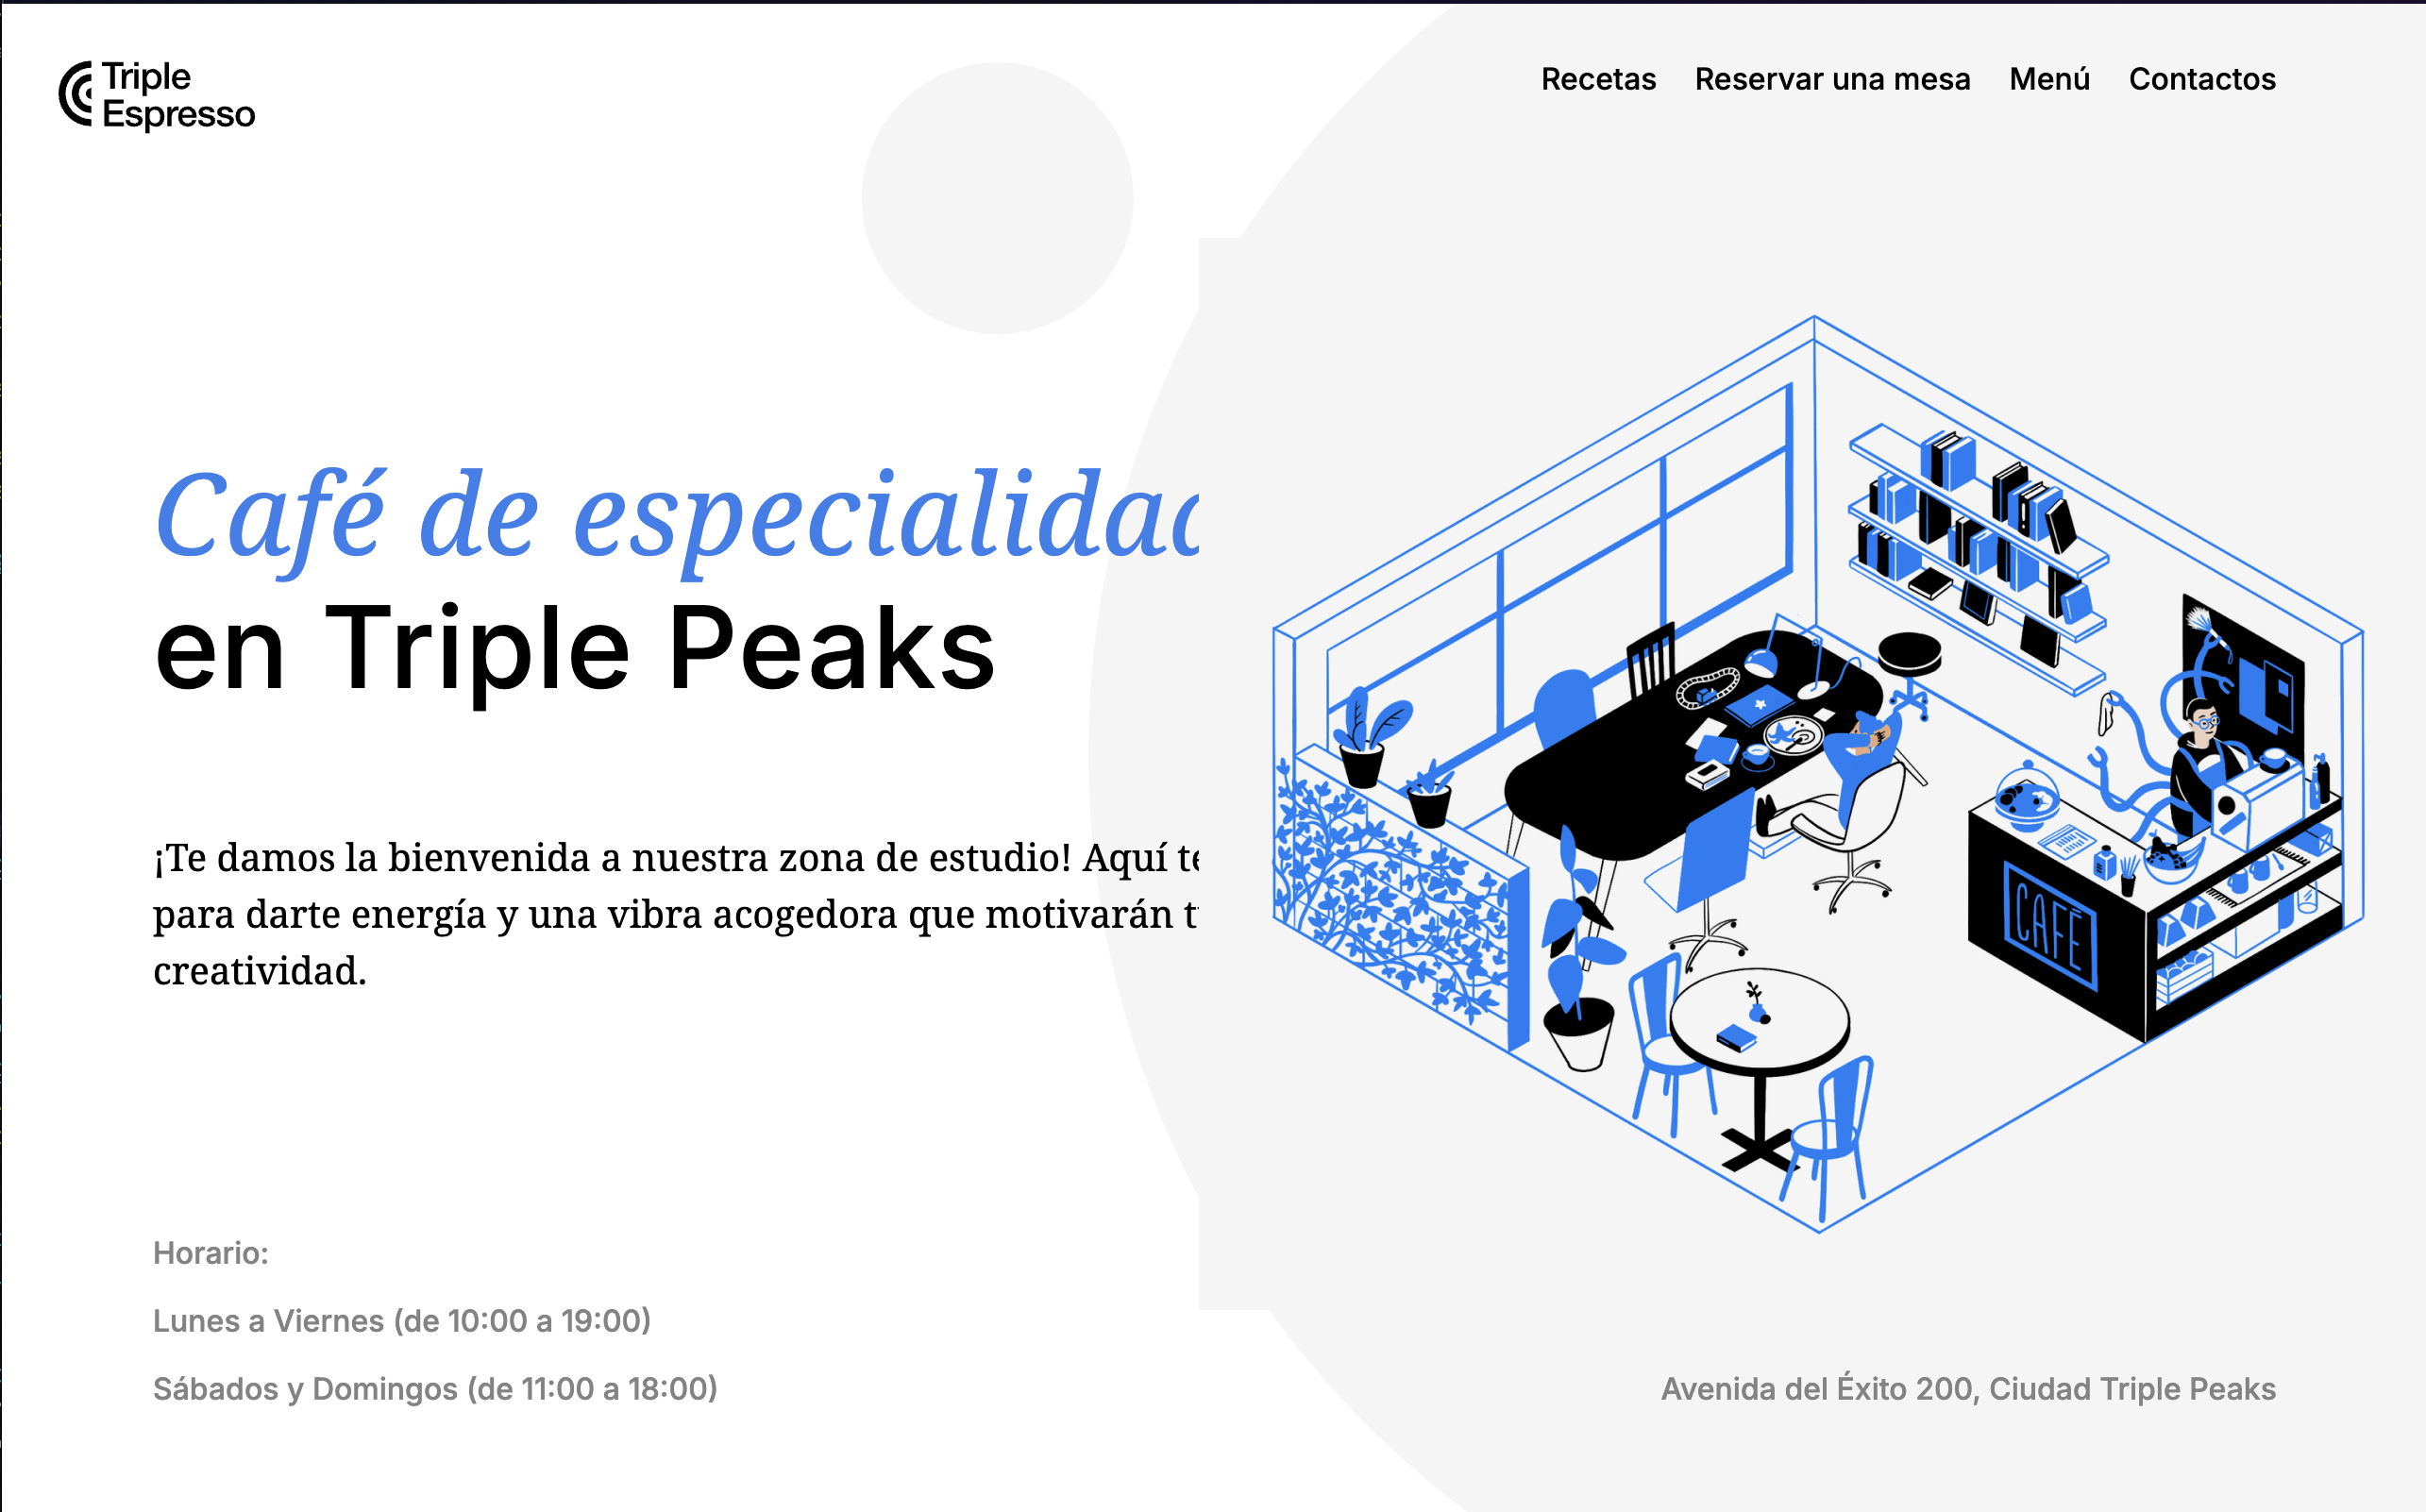 Triple
Espresso
Recetas Reservar una mesa Menú Contactos
Café de especialidad
en Triple Peaks
¡Te damos la bienvenida a nuestra zona de estudio! Aquí te
para darte energía y una vibra acogedora que motivarán
creatividad.
CAFÉ
Horario:
Lunes a Viernes (de 10:00 a 19:00)
Sábados y Domingos (de 11:00 a 18:00)
Avenida del Éxito 200, Ciudad Triple Peaks